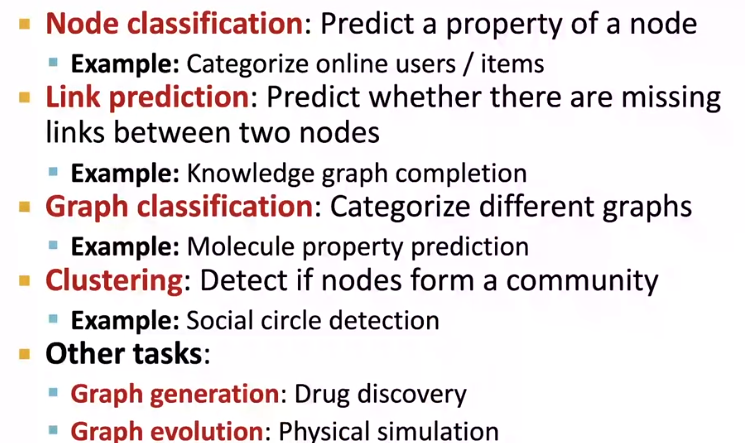 Node classification: Predict a property of a node
Example: Categorize online users / items
Link prediction: Predict whether there are missing
links between two nodes
Example: Knowledge graph completion
Graph classification: Categorize different graphs
Example: Molecule property prediction
Clustering: Detect if nodes form a community
Example: Social circle detection
Other tasks:
Graph generation: Drug discovery
Graph evolution: Physical simulation